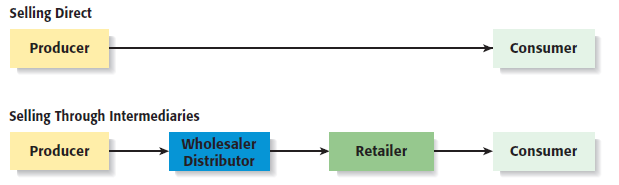 Selling Direct
Producer
Consumer
Selling Through Intermediaries
Producer
Wholesaler
Distributor
Retailer
Consumer